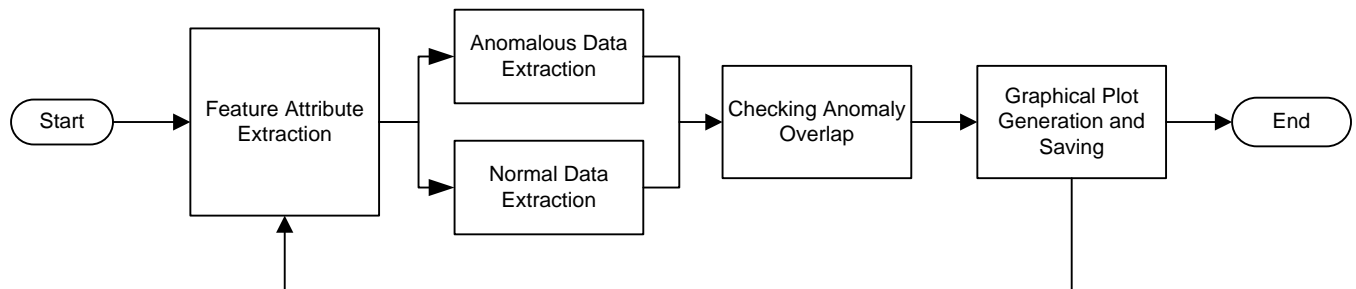 Start
Feature Attribute
Extraction
Anomalous Data
Extraction
Normal Data
Extraction
Checking Anomaly
Overlap
Graphical Plot
Generation and
Saving
End